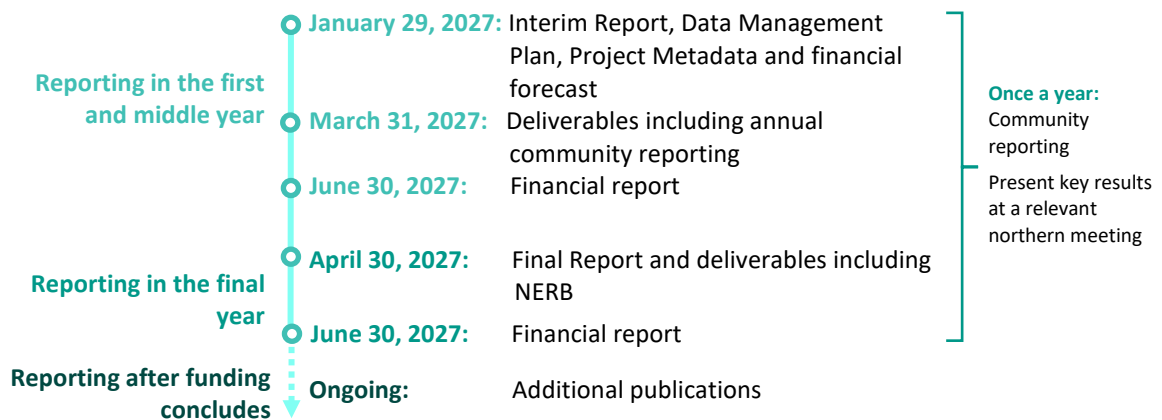 Reporting in the first
and middle year
January 29, 2027: Interim Report, Data Management
Plan, Project Metadata and financial
forecast
March 31, 2027: Deliverables including annual
community reporting
June 30, 2027: Financial report
Reporting in the final
year
April 30, 2027: Final Report and deliverables including
NERB
June 30, 2027: Financial report
Reporting after funding
concludes
Ongoing: Additional publications
Once a year:
Community
reporting
Present key results
at a relevant
northern meeting